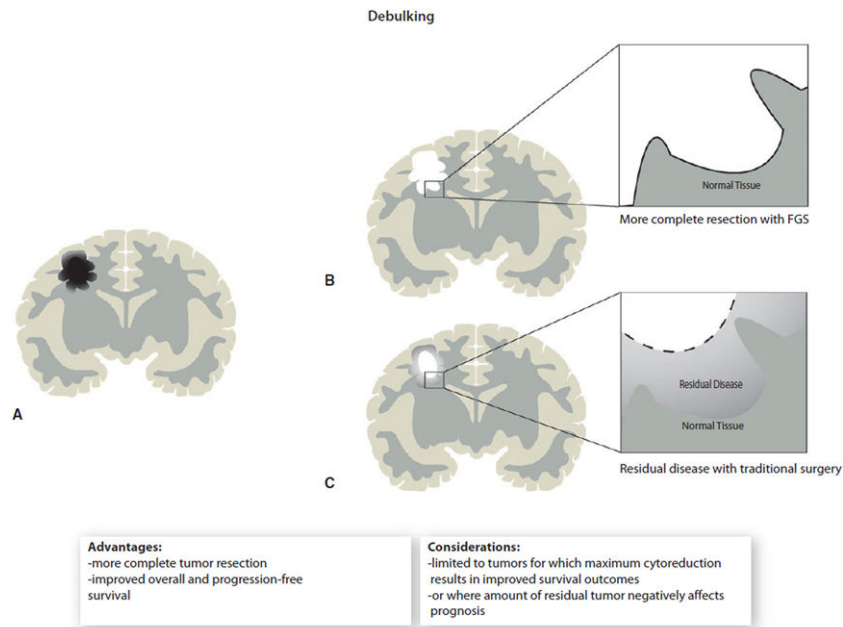 Debulking
Normal Tissue
More complete resection with FGS
B
A
Residual Disease
Normal Tissue
C
Residual disease with traditional surgery
Advantages:
-more complete tumor resection
-improved overall and progression-free
survival
Considerations:
-limited to tumors for which maximum cytoreduction
results in improved survival outcomes
-or where amount of residual tumor negatively affects
prognosis